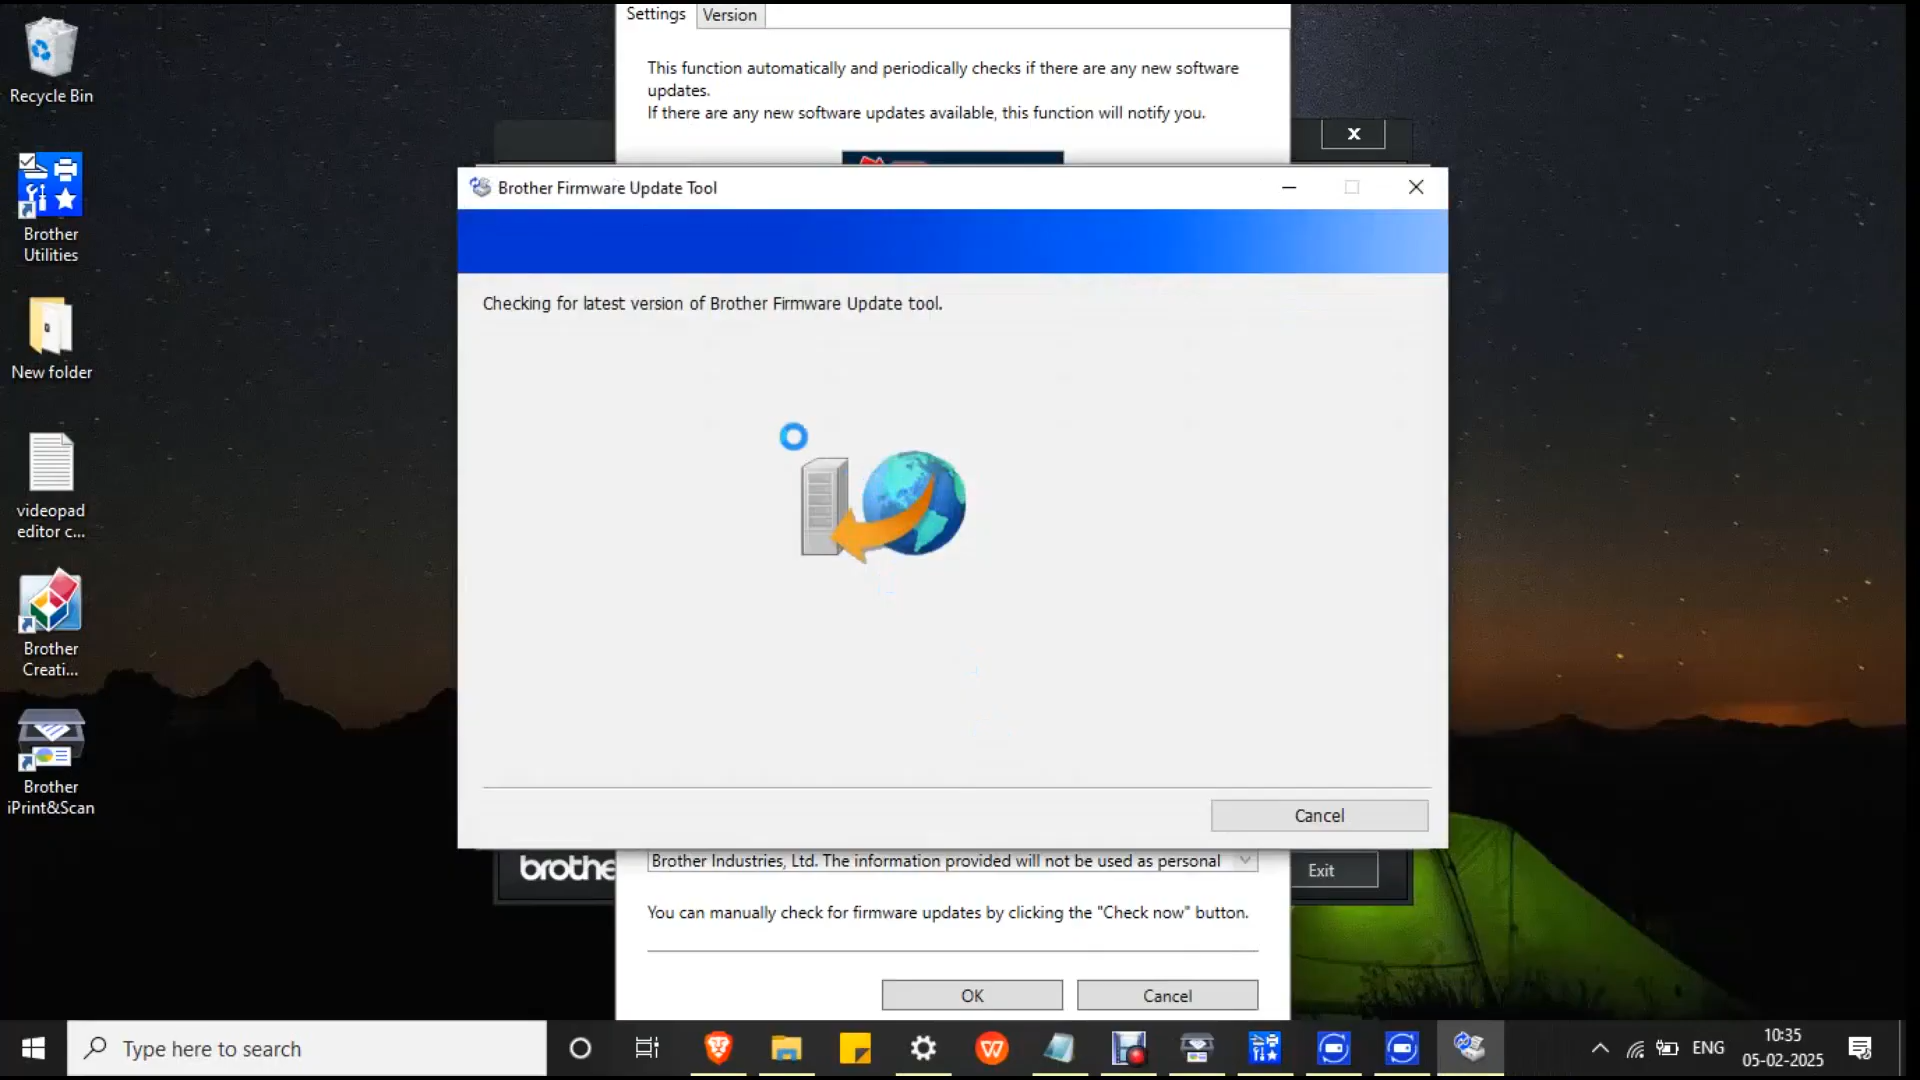 Settings
Version
This function automatically and periodically checks if there are any new software
updates.
If there are any new software updates available, this function will notify you.
x
Brother Firmware Update Tool
Checking for latest version of Brother Firmware Update tool.
Cancel
brothe
Brother Industries, Ltd. The information provided will not be used as personal
Exit
You can manually check for firmware updates by clicking the "Check now" button.
OK
Cancel
Recycle Bin
Brother
Utilities
New folder
videopad
editor c...
Brother
Creati...
Brother
iPrint&Scan
Type here to search
ENG
10:35
05-02-2025